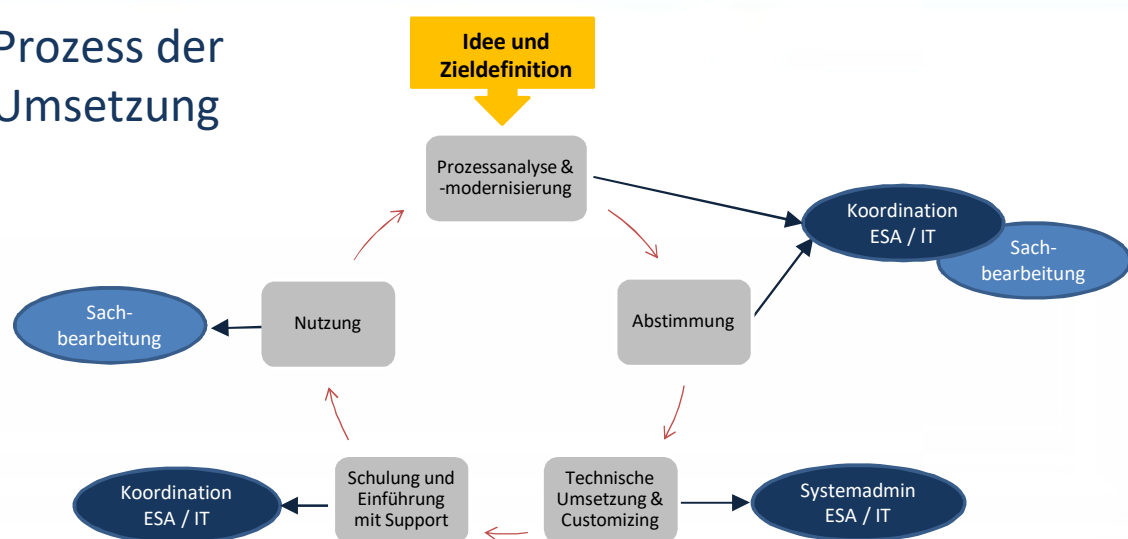 Prozess der
Umsetzung
Idee und
Zieldefinition
Prozessanalyse &
-modernisierung
Koordination
ESA / IT
Sach-
bearbeitung
Abstimmung
Nutzung
Sach-
bearbeitung
Technische
Umsetzung &
Customizing
Systemadmin
ESA / IT
Schulung und
Einführung
mit Support
Koordination
ESA / IT